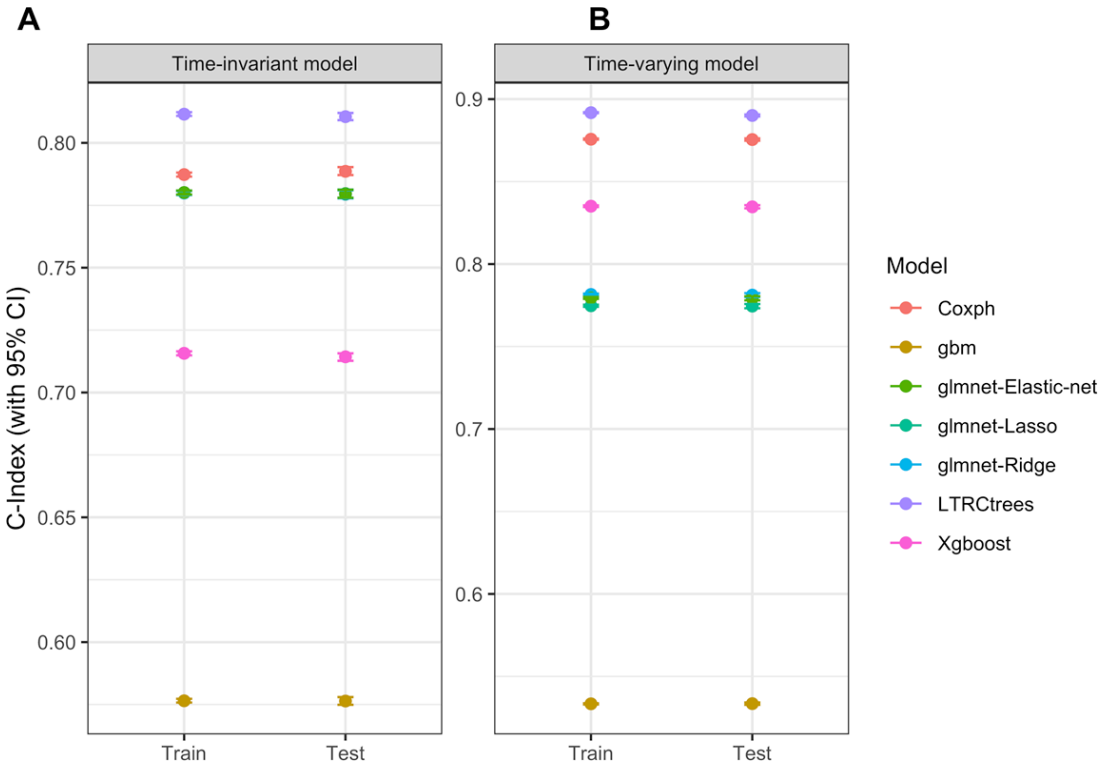 A
B
Time-invariant model
Time-varying model
C-Index (with 95% CI)
0.80
0.75
0.70
0.65
0.60
Train
Test
0.9
0.8
0.7
0.6
Train
Test
Model
Coxph
gbm
glmnet-Elastic-net
glmnet-Lasso
glmnet-Ridge
LTRCtrees
Xgboost